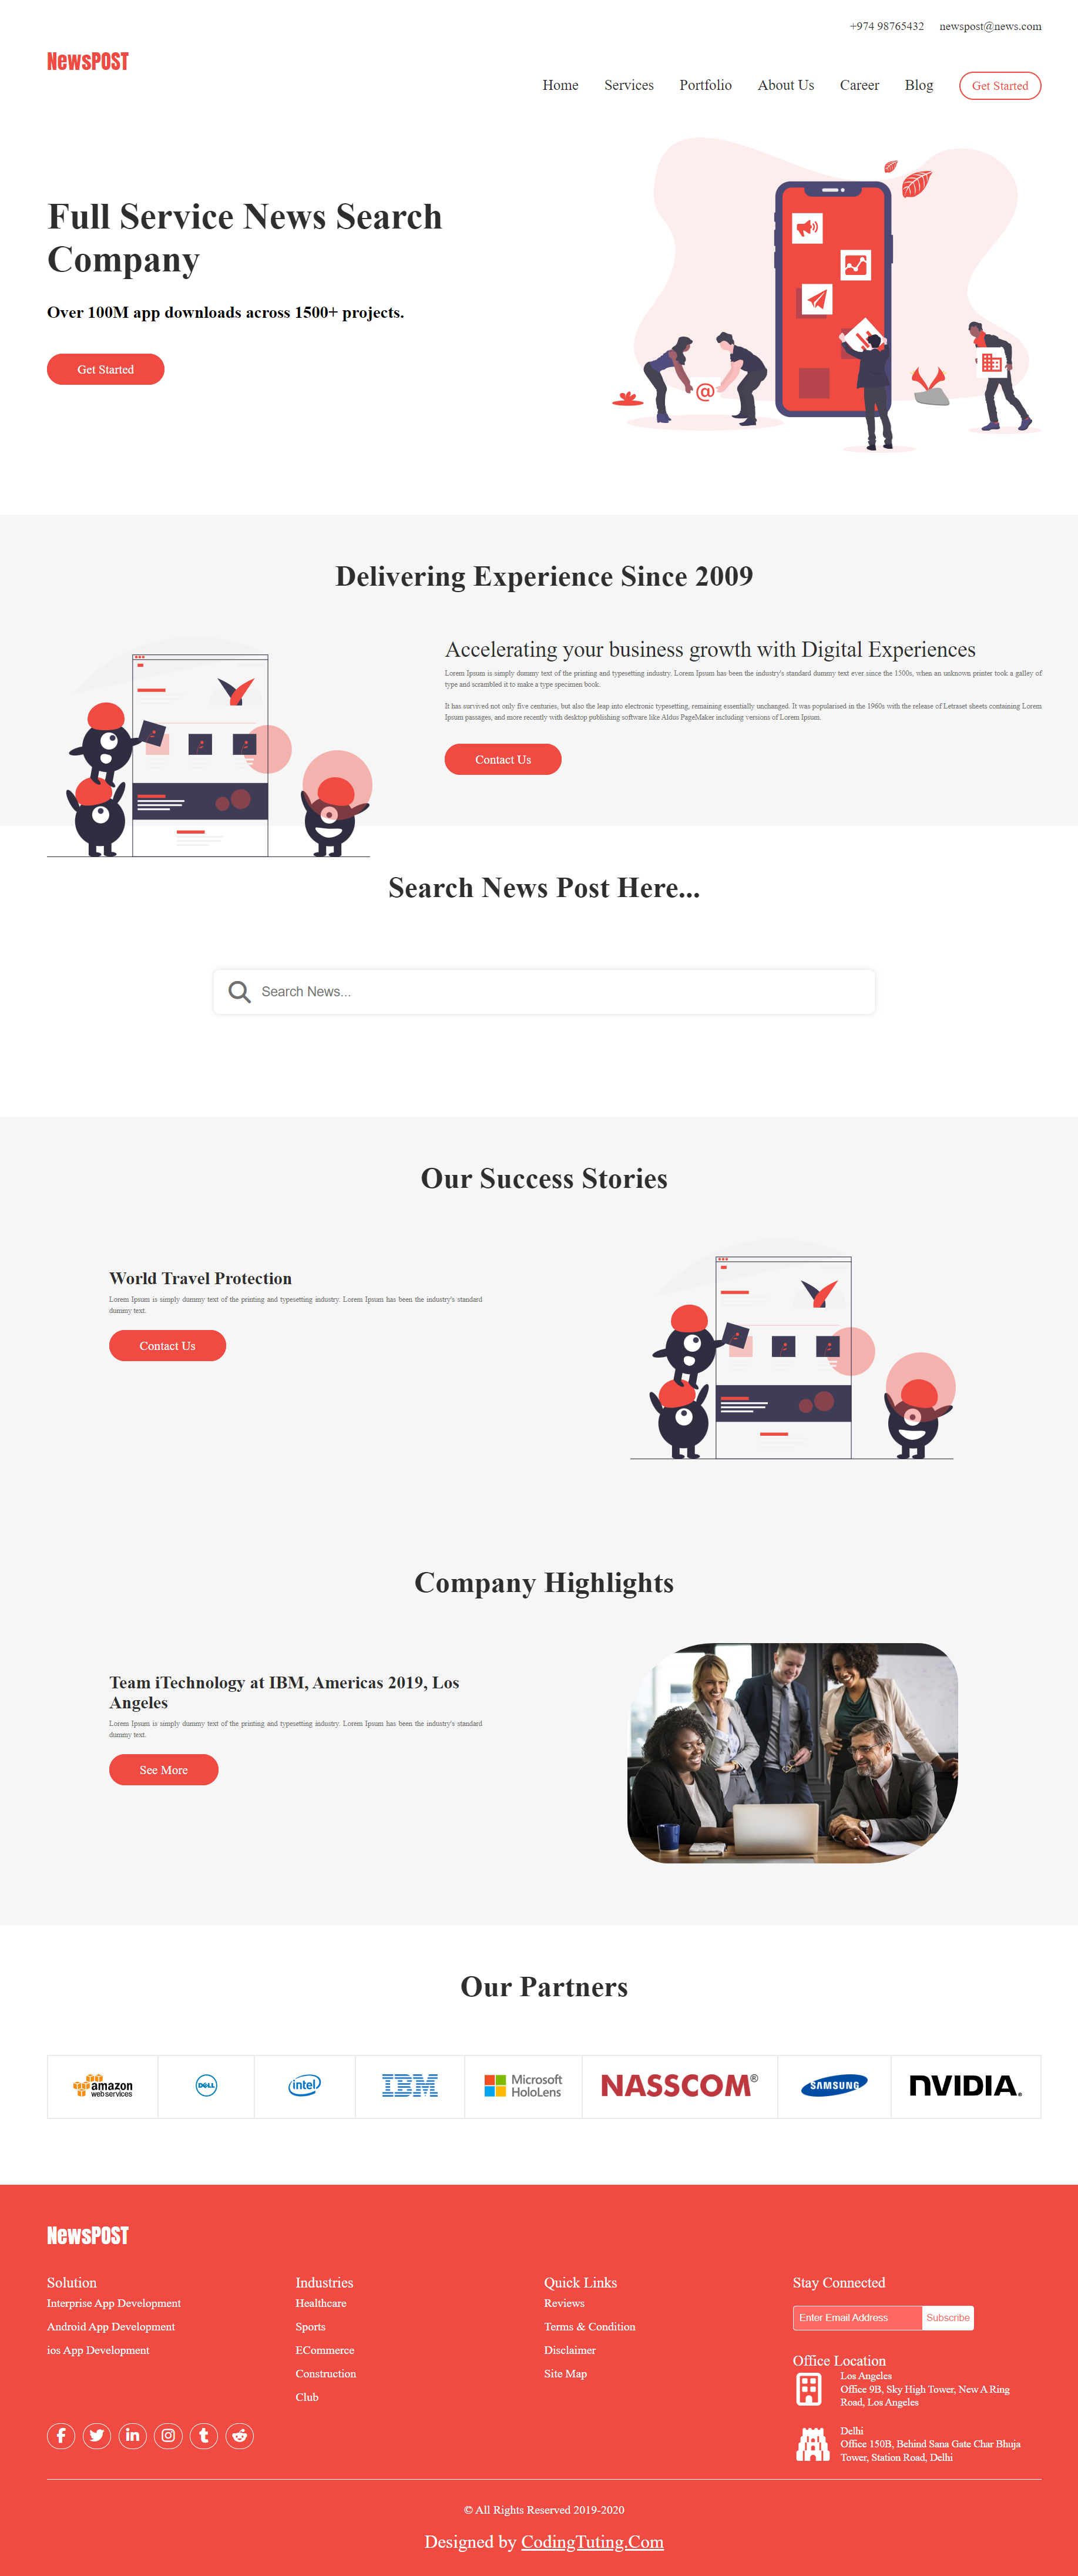 +974 98765432 newspost@news.com
NewsPOST
Home Services Portfolio About Us Career Blog Get Started
Full Service News Search
Company
Over 100M app downloads across 1500+ projects.
Get Started
@
Delivering Experience Since 2009
Accelerating your business growth with Digital Experiences
Lorem Ipsum is simply dummy text of the printing and typesetting industry. Lorem Ipsum has been the industry's standard dummy text ever since the 1500s, when an unknown printer took a galley of
type and scrambled it to make a type specimen book.
It has survived not only five centuries, but also the leap into electronic typesetting, remaining essentially unchanged. It was popularised in the 1960s with the release of Letraset sheets containing Lorem
Ipsum passages, and more recently with desktop publishing software like Aldus PageMaker including versions of Lorem Ipsum.
Contact Us
Search News Post Here...
Search News...
Our Success Stories
World Travel Protection
Lorem Ipsum is simply dummy text of the printing and typesetting industry. Lorem Ipsum has been the industry's standard
dummy text.
Contact Us
Company Highlights
Team iTechnology at IBM, Americas 2019, Los
Angeles
Lorem Ipsum is simply dummy text of the printing and typesetting industry. Lorem Ipsum has been the industry's standard
dummy text.
See More
Our Partners
amazon
web services
DELL
intel
IBM
Microsoft
HoloLens
NASSCOM®
SAMSUNG
nVIDIA.
NewsPOST
Solution
Interprise App Development
Android App Development
ios App Development
Industries
Healthcare
Sports
ECommerce
Construction
Club
Quick Links
Reviews
Terms & Condition
Disclaimer
Site Map
Stay Connected
Enter Email Address Subscribe
Office Location
Los Angeles
Office 9B, Sky High Tower, New A Ring
Road, Los Angeles
Delhi
Office 150B, Behind Sana Gate Char Bhuja
Tower, Station Road, Delhi
© All Rights Reserved 2019-2020
Designed by CodingTuting.Com